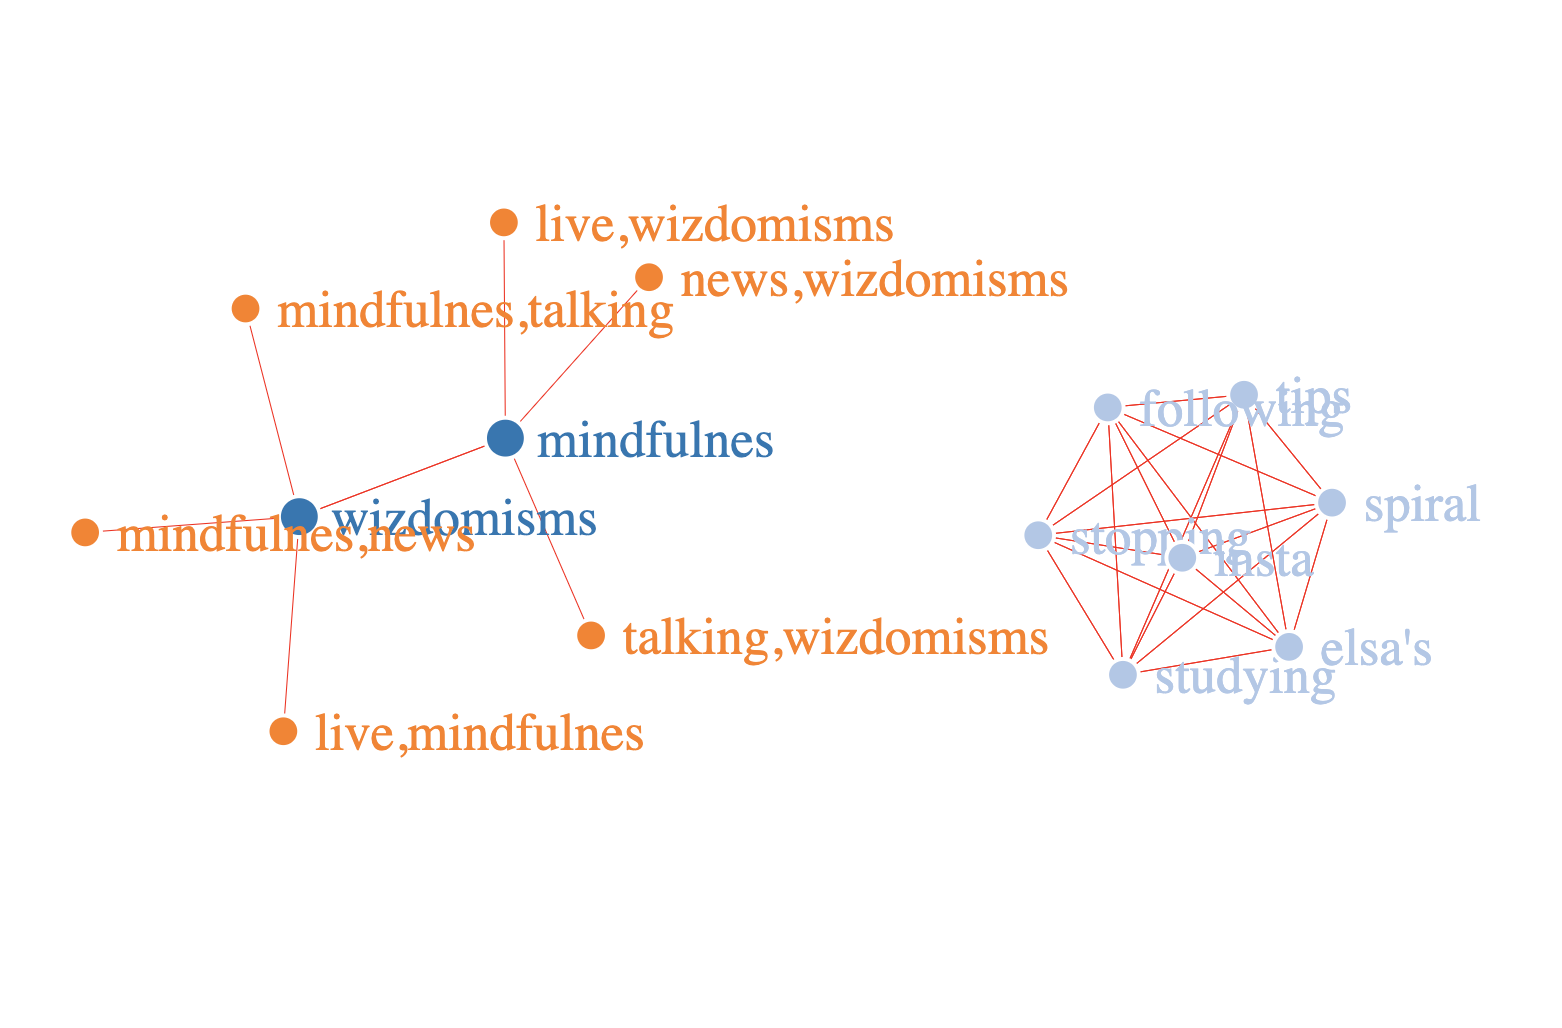 live,wizdomisms
news,wizdomisms
mindfulnes,talking
mindfulnes
wizdomisms
mindfulnes,news
talking,wizdomisms
live,mindfulnes
tips
following
spiral
stopping
insta
elsa's
studying